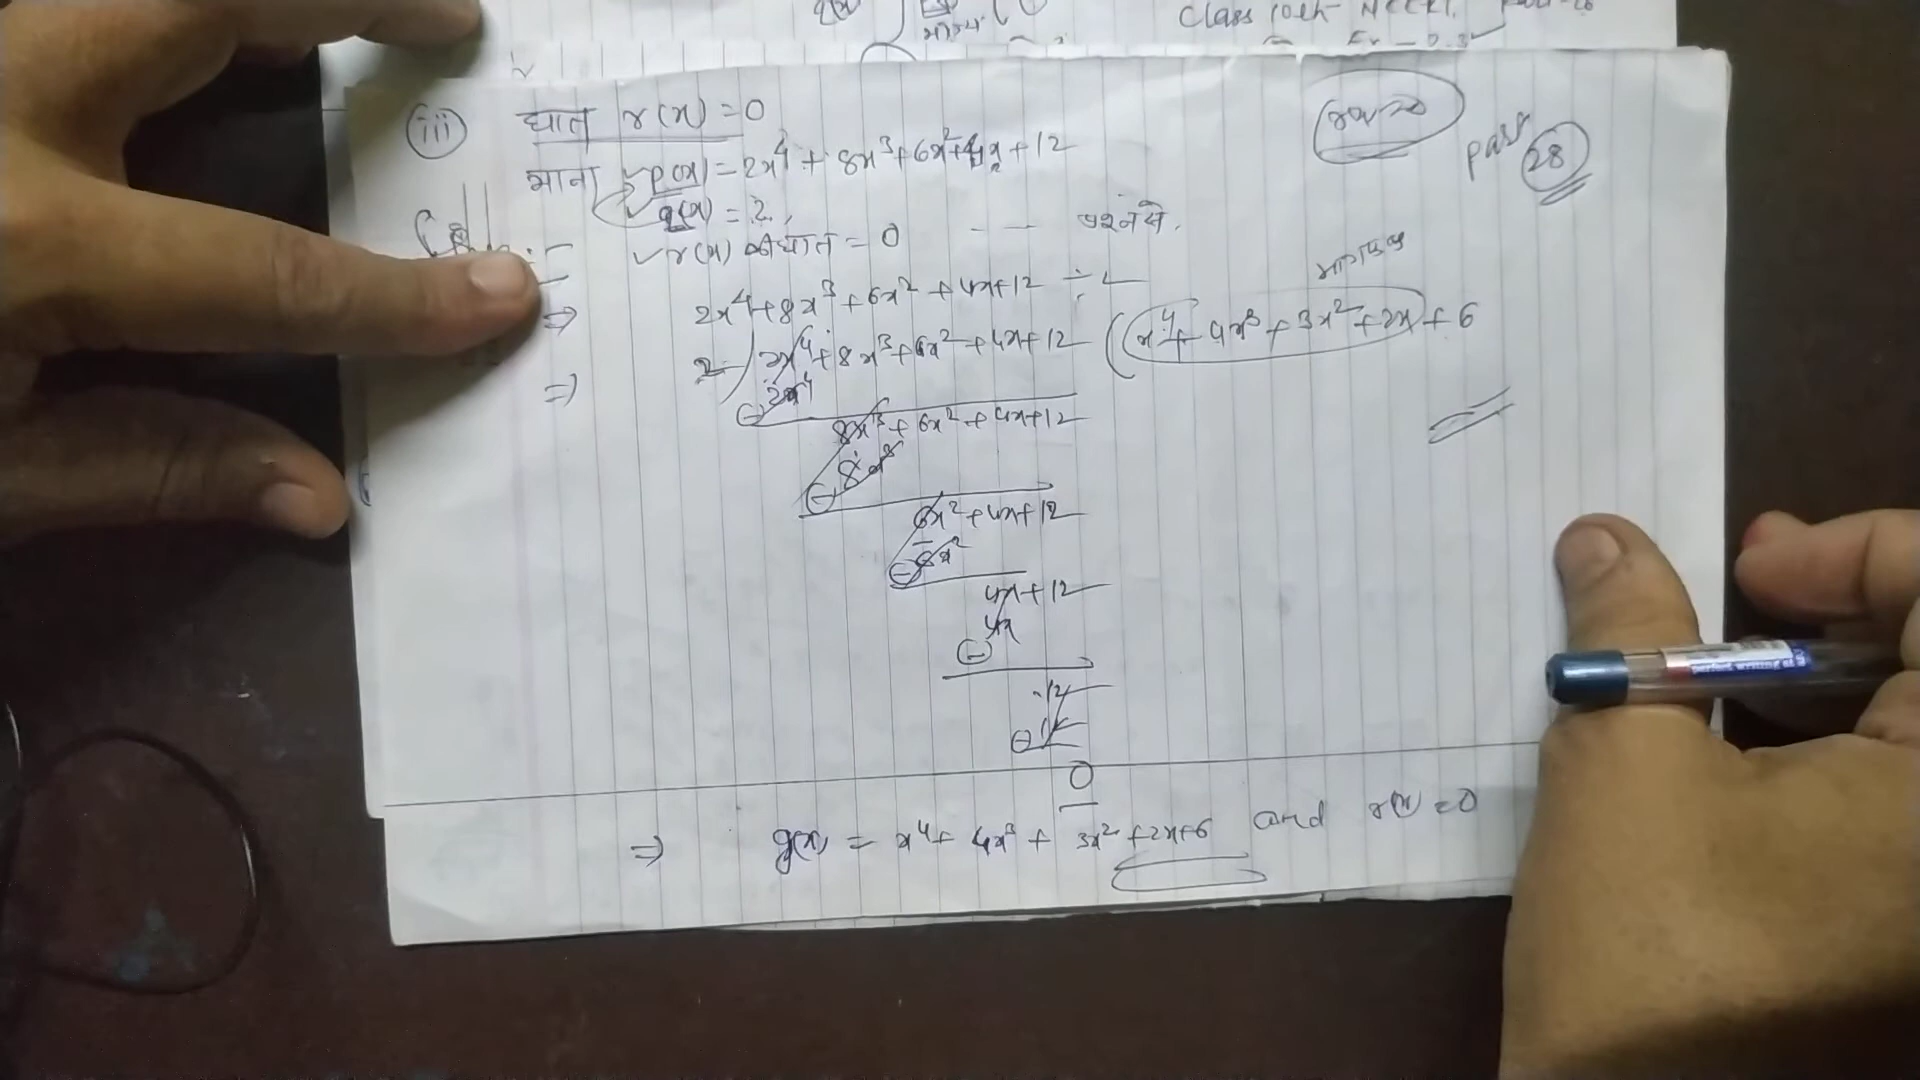 Class 10th NCERT
(iii) घात r(x) = 0
माना p(x) = 2x⁴ + 8x³ + 6x² + 4x + 12
part 28
q(x) = ?
r(x) की घात = 0 - - प्रश्न से.
⇒ 2x⁴ + 8x³ + 6x² + 4x + 12 ÷ 2
भागफल
⇒ 2 ) 2x⁴ + 8x³ + 6x² + 4x + 12 ( x⁴ + 4x³ + 3x² + 2x + 6
2x⁴
8x³ + 6x² + 4x + 12
8x³
6x² + 4x + 12
6x²
4x + 12
4x
12
12
0
⇒ g(x) = x⁴ + 4x³ + 3x² + 2x + 6 and r(x) = 0